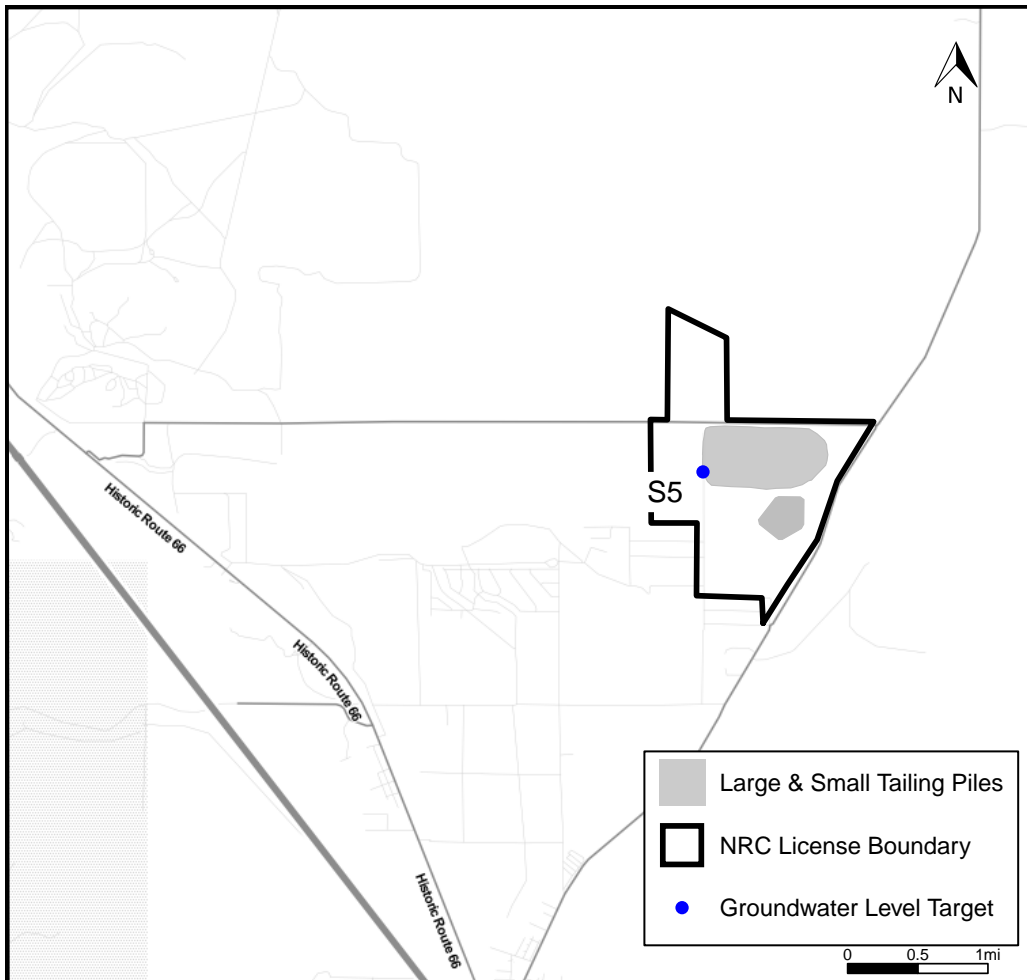 N
S5
Historic Route 66
Historic Route 66
Historic Route 66
Large & Small Tailing Piles
NRC License Boundary
Groundwater Level Target
0 0.5 1mi